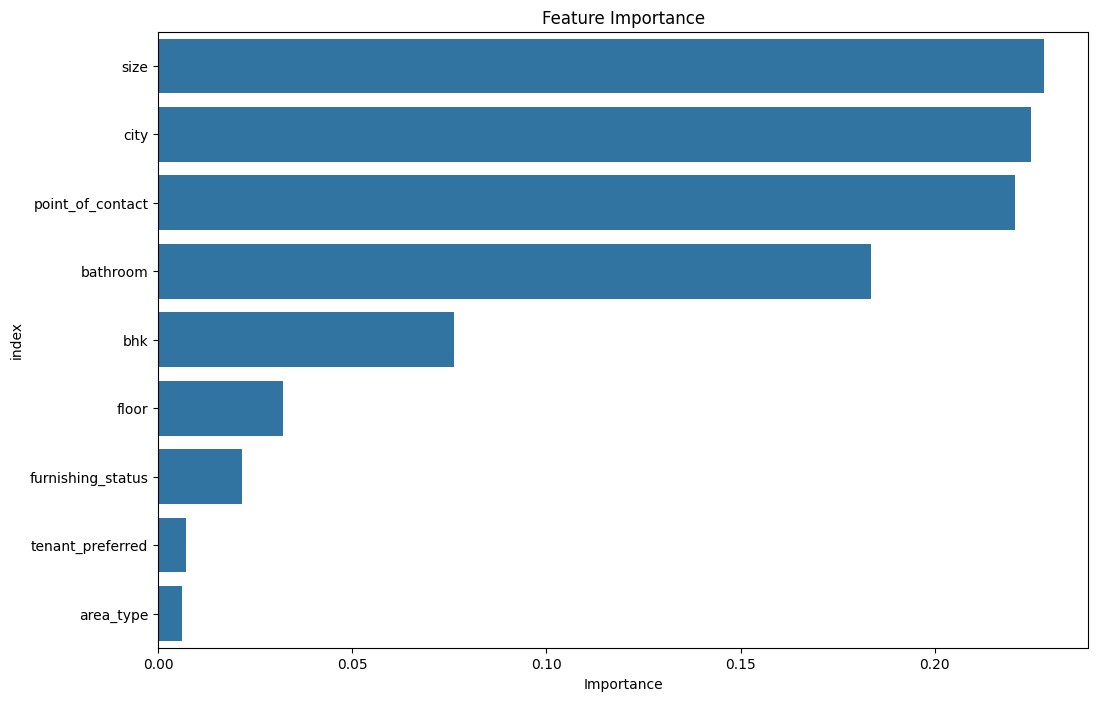 Feature Importance
size
city
point_of_contact
bathroom
bhk
floor
furnishing_status
tenant_preferred
area_type
index
0.00 0.05 0.10 0.15 0.20
Importance